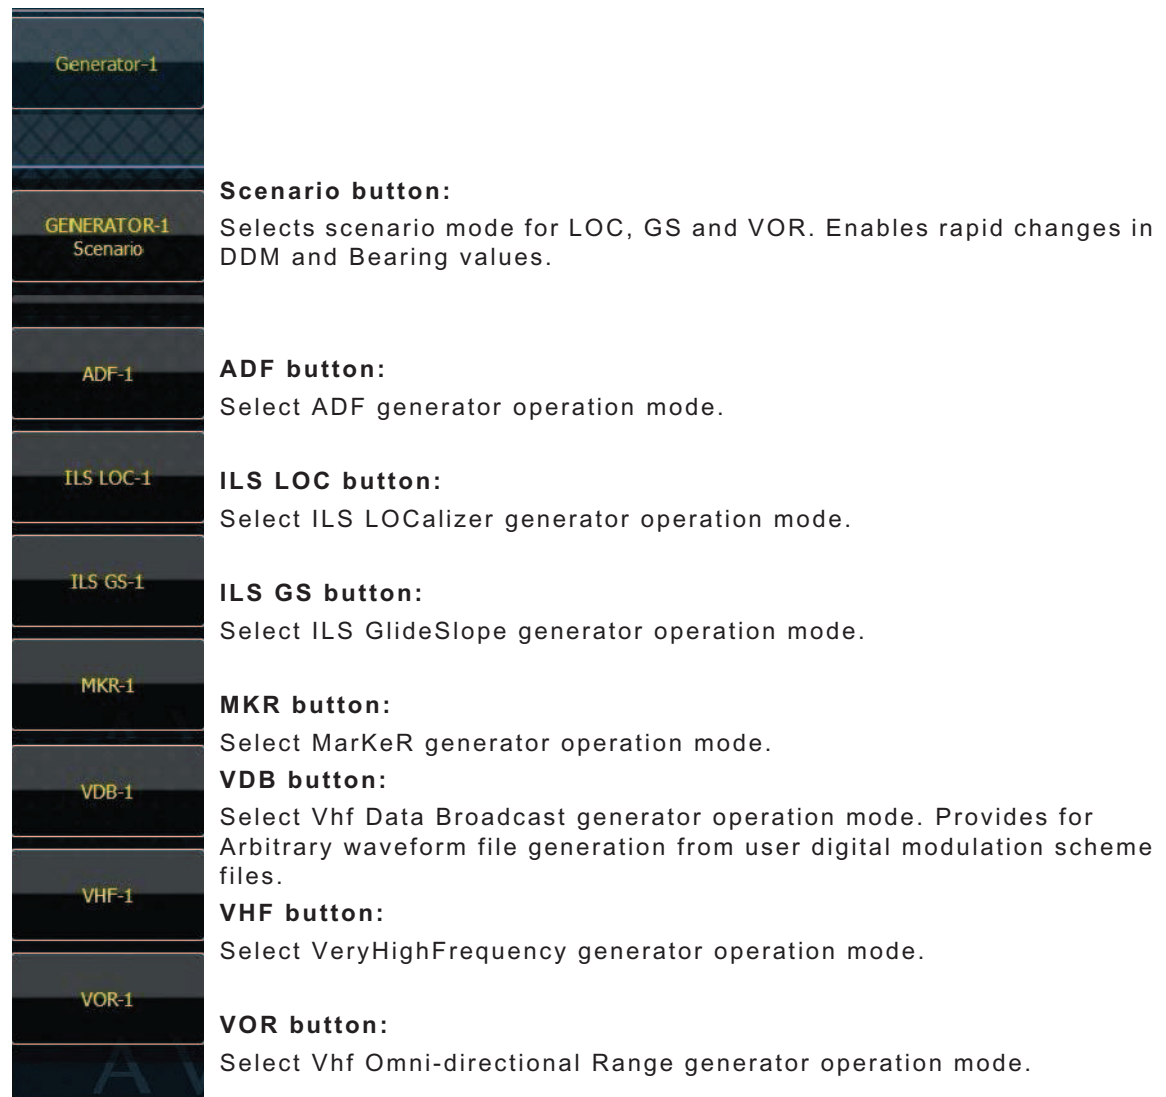 Generator-1
Scenario button:
GENERATOR-1
Scenario
Selects scenario mode for LOC, GS and VOR. Enables rapid changes in
DDM and Bearing values.
ADF-1
ADF button:
Select ADF generator operation mode.
ILS LOC-1
ILS LOC button:
Select ILS LOCalizer generator operation mode.
ILS GS-1
ILS GS button:
Select ILS GlideSlope generator operation mode.
MKR-1
MKR button:
Select MarKeR generator operation mode.
VDB-1
VDB button:
Select Vhf Data Broadcast generator operation mode. Provides for
Arbitrary waveform file generation from user digital modulation scheme
files.
VHF-1
VHF button:
Select VeryHighFrequency generator operation mode.
VOR-1
VOR button:
Select Vhf Omni-directional Range generator operation mode.